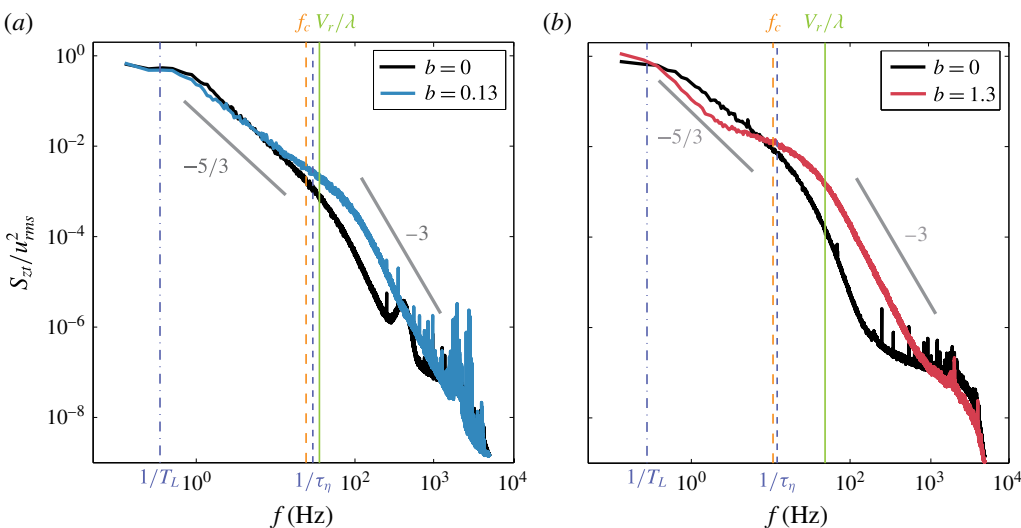 (a)
f_c V_r/λ
10^0
10^−2
10^−4
10^−6
10^−8
S_zt/u^2_rms
b = 0
b = 0.13
−5/3
−3
1/T_L
10^0
1/τ_η
10^2
10^3
10^4
f (Hz)
(b)
f_c
V_r/λ
b = 0
b = 1.3
−5/3
−3
1/T_L
10^0
1/τ_η
10^2
10^3
10^4
f (Hz)